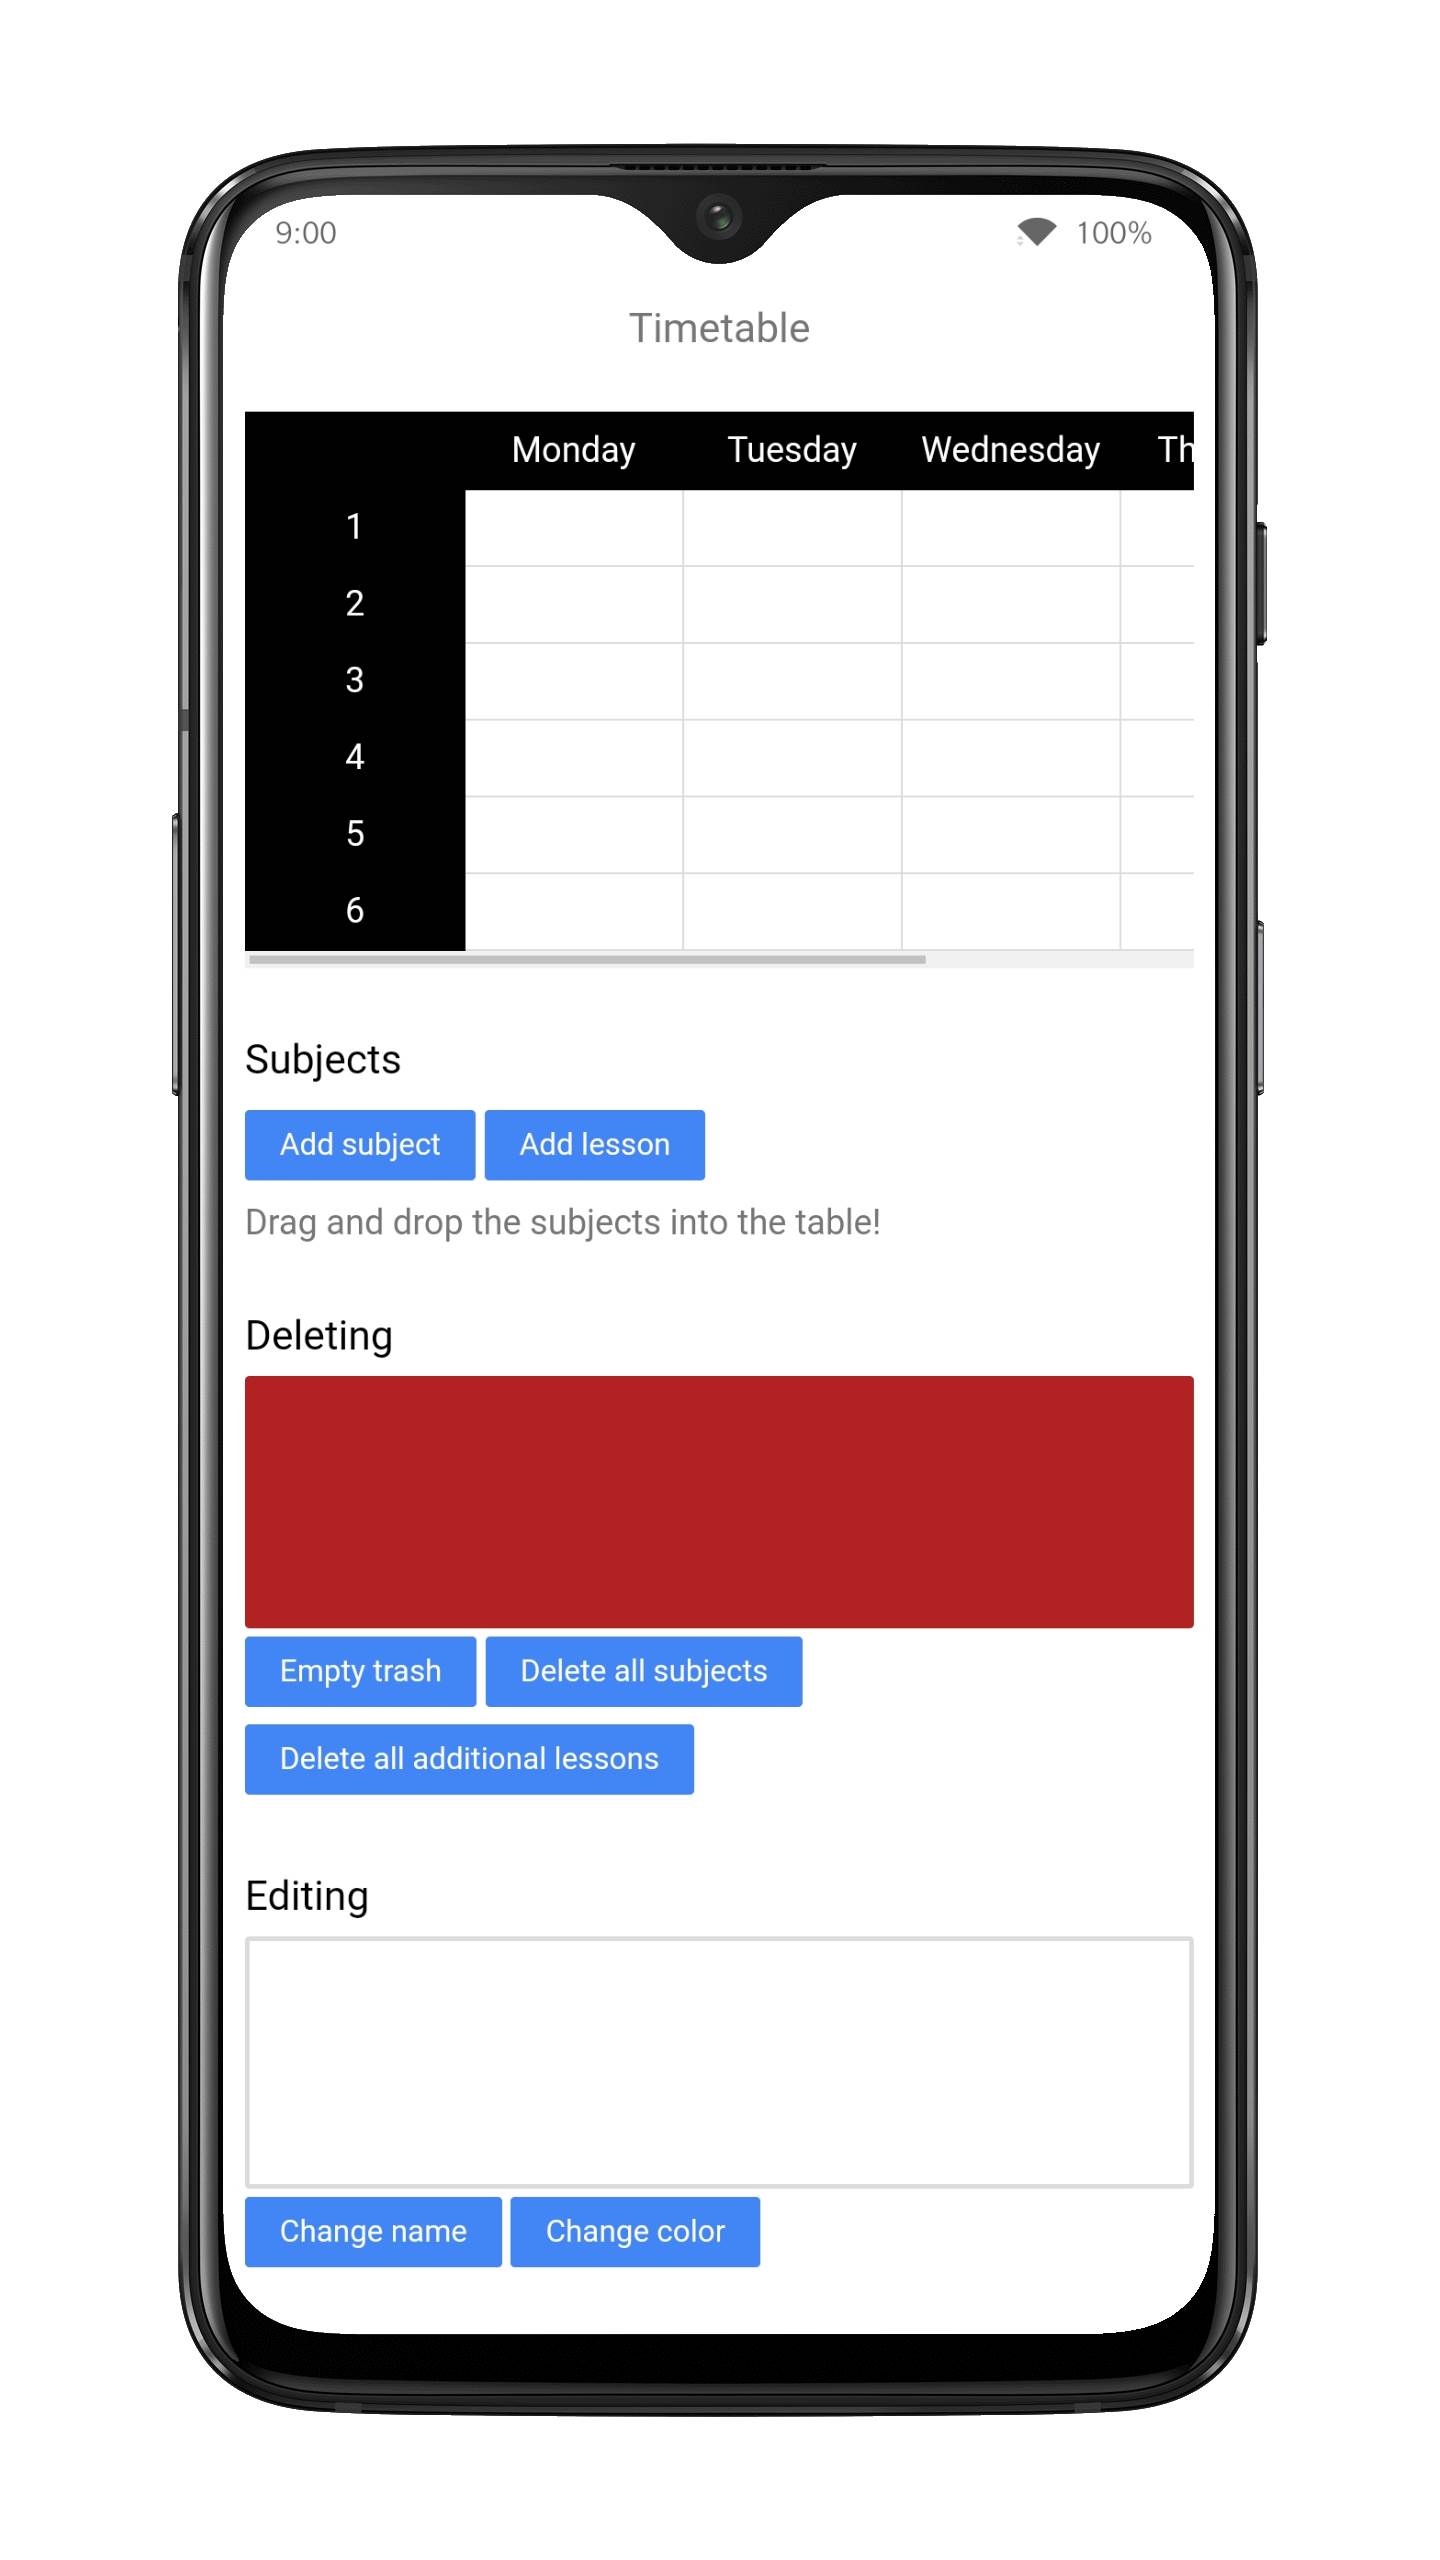 9:00 100%
Timetable
Monday Tuesday Wednesday Th
1
2
3
4
5
6
Subjects
Add subject Add lesson
Drag and drop the subjects into the table!
Deleting
Empty trash Delete all subjects
Delete all additional lessons
Editing
Change name Change color